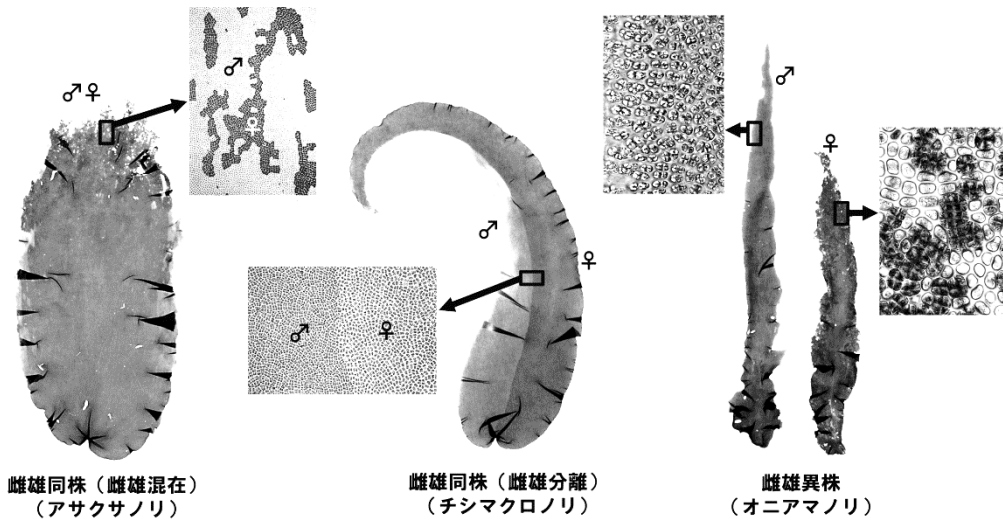 ♂♀
♂
♀
♂
♀
♂
♀
♂
♀
雌雄同株（雌雄混在）
（アサクサノリ）
雌雄同株（雌雄分離）
（チシマクロノリ）
雌雄異株
（オニアマノリ）